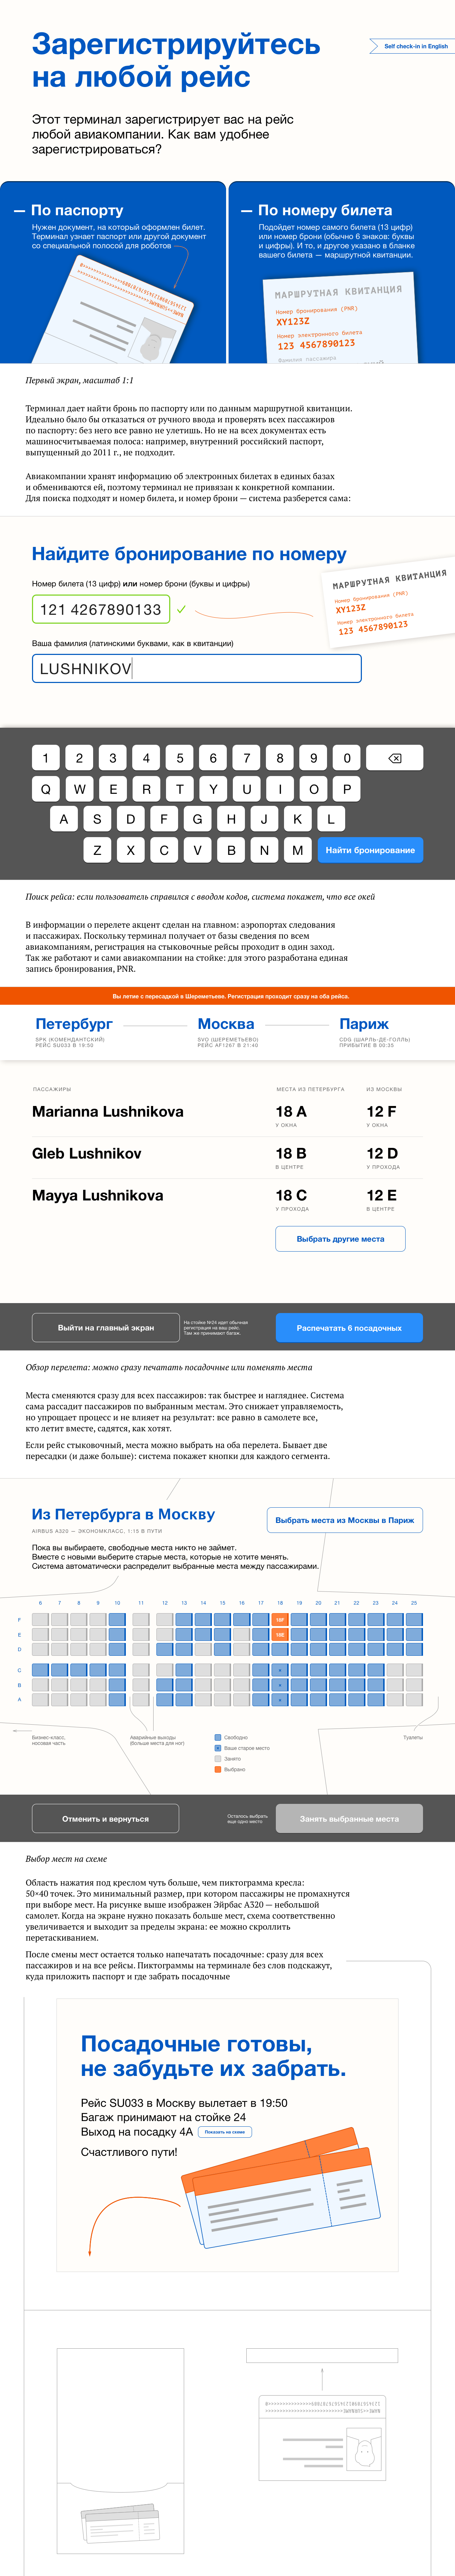 Зарегистрируйтесь
на любой рейс
Self check-in in English
Этот терминал зарегистрирует вас на рейс
любой авиакомпании. Как вам удобнее
зарегистрироваться?
— По паспорту
Нужен документ, на который оформлен билет.
Терминал узнает паспорт или другой документ
со специальной полосой для роботов
— По номеру билета
Подойдет номер самого билета (13 цифр)
или номер брони (обычно 6 знаков: буквы
и цифры). И то, и другое указано в бланке
вашего билета — маршрутной квитанции.
МАРШРУТНАЯ КВИТАНЦИЯ
Номер бронирования (PNR)
XY123Z
Номер электронного билета
123 4567890123
Фамилия пассажира
Первый экран, масштаб 1:1
Терминал дает найти бронь по паспорту или по данным маршрутной квитанции.
Идеально было бы отказаться от ручного ввода и проверять всех пассажиров
по паспорту: без него все равно не улетишь. Но не на всех документах есть
машиносчитываемая полоса: например, внутренний российский паспорт,
выпущенный до 2011 г., не подходит.
Авиакомпании хранят информацию об электронных билетах в единых базах
и обмениваются ей, поэтому терминал не привязан к конкретной компании.
Для поиска подходят и номер билета, и номер брони — система разберется сама:
Найдите бронирование по номеру
Номер билета (13 цифр) или номер брони (буквы и цифры)
121 4267890133
МАРШРУТНАЯ КВИТАНЦИЯ
Номер бронирования (PNR)
XY123Z
Номер электронного билета
123 4567890123
Ваша фамилия (латинскими буквами, как в квитанции)
LUSHNIKOV
1 2 3 4 5 6 7 8 9 0
Q W E R T Y U I O P
A S D F G H J K L
Z X C V B N M Найти бронирование
Поиск рейса: если пользователь справился с вводом кодов, система покажет, что все окей
В информации о перелете акцент сделан на главном: аэропортах следования
и пассажирах. Поскольку терминал получает от базы сведения по всем
авиакомпаниям, регистрация на стыковочные рейсы проходит в один заход.
Так же работают и сами авиакомпании на стойке: для этого разработана единая
запись бронирования, PNR.
Вы летие с пересадкой в Шереметьеве. Регистрация проходит сразу на оба рейса.
Петербург Москва Париж
SPK (КОМЕНДАНТСКИЙ) SVO (ШЕРЕМЕТЬЕВО) CDG (ШАРЛЬ-ДЕ-ГОЛЛЬ)
РЕЙС SU033 В 19:50 РЕЙС AF1267 В 21:40 ПРИБЫТИЕ В 00:35
ПАССАЖИРЫ МЕСТА ИЗ ПЕТЕРБУРГА ИЗ МОСКВЫ
Marianna Lushnikova 18 A 12 F
У ОКНА У ОКНА
Gleb Lushnikov 18 B 12 D
В ЦЕНТРЕ У ПРОХОДА
Mayya Lushnikova 18 C 12 E
У ПРОХОДА В ЦЕНТРЕ
Выбрать другие места
Выйти на главный экран
На стойке №24 идет обычная
регистрация на ваш рейс.
Там же принимают багаж.
Распечатать 6 посадочных
Обзор перелета: можно сразу печатать посадочные или поменять места
Места сменяются сразу для всех пассажиров: так быстрее и нагляднее. Система
сама рассадит пассажиров по выбранным местам. Это снижает управляемость,
но упрощает процесс и не влияет на результат: все равно в самолете все,
кто летит вместе, садятся, как хотят.
Если рейс стыковочный, места можно выбрать на оба перелета. Бывает две
пересадки (и даже больше): система покажет кнопки для каждого сегмента.
Из Петербурга в Москву
AIRBUS A320 — ЭКОНОМКЛАСС, 1:15 В ПУТИ
Выбрать места из Москвы в Париж
Пока вы выбираете, свободные места никто не займет.
Вместе с новыми выберите старые места, которые не хотите менять.
Система автоматически распределит выбранные места между пассажирами.
6 7 8 9 10 11 12 13 14 15 16 17 18 19 20 21 22 23 24 25
F 18F
E 18E
D
C
B
A
Бизнес-класс,
носовая часть
Аварийные выходы
(больше места для ног)
Свободно
Ваше старое место
Занято
Выбрано
Туалеты
Отменить и вернуться
Осталось выбрать
еще одно место
Занять выбранные места
Выбор мест на схеме
Область нажатия под креслом чуть больше, чем пиктограмма кресла:
50×40 точек. Это минимальный размер, при котором пассажиры не промахнутся
при выборе мест. На рисунке выше изображен Эйрбас А320 — небольшой
самолет. Когда на экране нужно показать больше мест, схема соответственно
увеличивается и выходит за пределы экрана: ее можно скроллить
перетаскиванием.
После смены мест остается только напечатать посадочные: сразу для всех
пассажиров и на все рейсы. Пиктограммы на терминале без слов подскажут,
куда приложить паспорт и где забрать посадочные
Посадочные готовы,
не забудьте их забрать.
Рейс SU033 в Москву вылетает в 19:50
Багаж принимают на стойке 24
Выход на посадку 4А Показать на схеме
Счастливого пути!